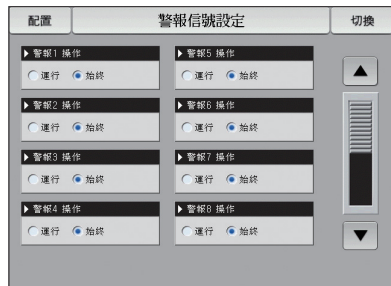 配置 警報信號設定 切換
▶ 警報1 操作 ▶ 警報5 操作
運行 始終 運行 始終
▶ 警報2 操作 ▶ 警報6 操作
運行 始終 運行 始終
▶ 警報3 操作 ▶ 警報7 操作
運行 始終 運行 始終
▶ 警報4 操作 ▶ 警報8 操作
運行 始終 運行 始終